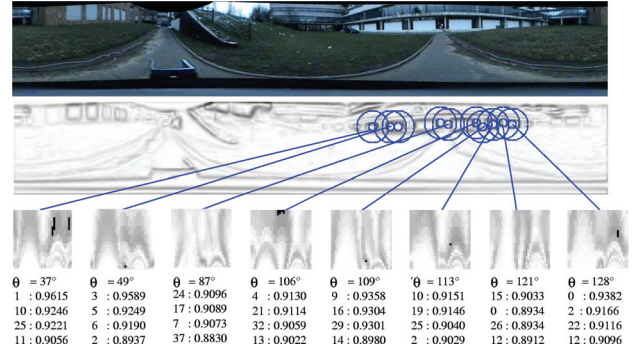 θ = 37° θ = 49° θ = 87° θ = 106° θ = 109° θ = 113° θ = 121° θ = 128°
1 : 0.9615 3 : 0.9589 24 : 0.9096 4 : 0.9130 9 : 0.9358 10 : 0.9151 15 : 0.9033 0 : 0.9382
10 : 0.9246 5 : 0.9249 17 : 0.9089 21 : 0.9114 16 : 0.9304 19 : 0.9146 0 : 0.8934 2 : 0.9166
25 : 0.9221 6 : 0.9190 7 : 0.9073 32 : 0.9059 29 : 0.9301 25 : 0.9040 26 : 0.8934 22 : 0.9116
11 : 0.9056 2 : 0.8937 37 : 0.8830 13 : 0.9022 14 : 0.8980 2 : 0.9029 12 : 0.8912 12 : 0.9096